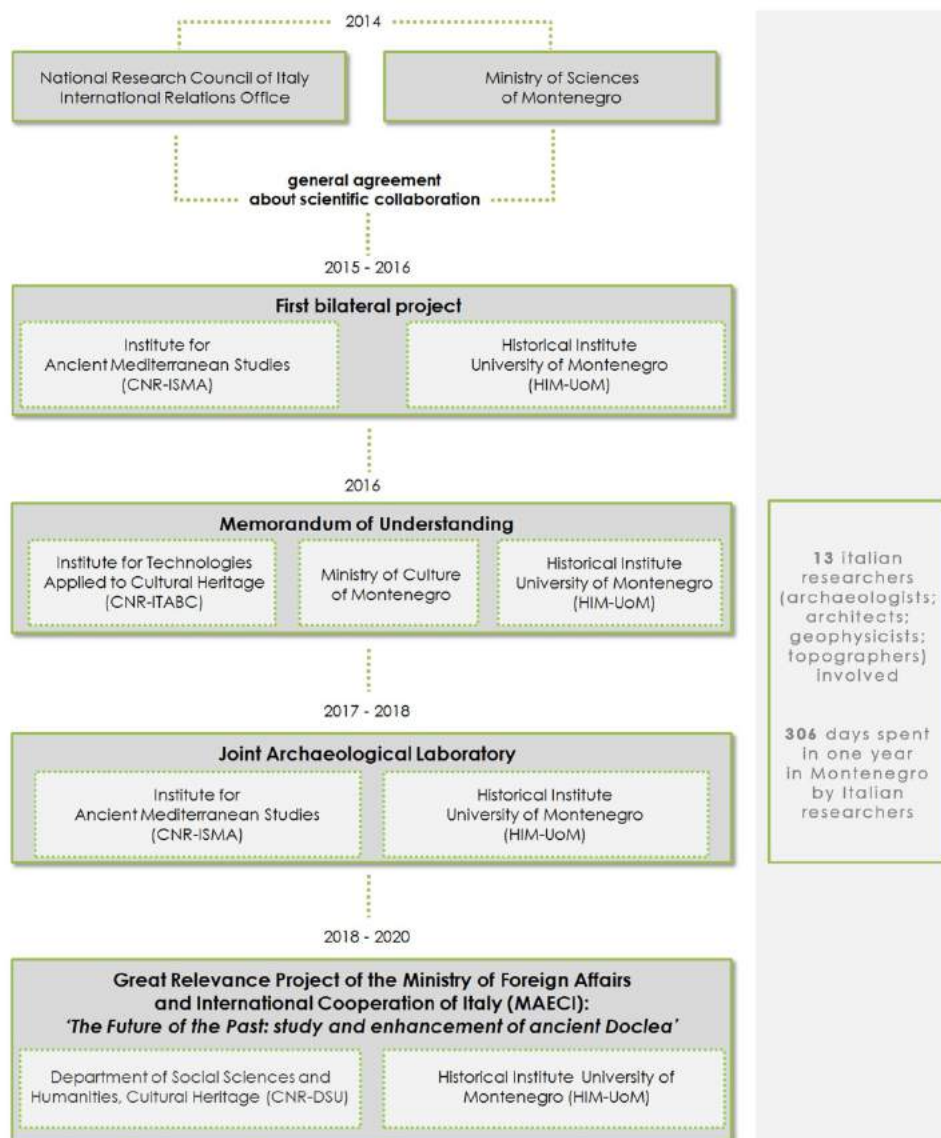 2014
National Research Council of Italy
International Relations Office
Ministry of Sciences
of Montenegro
general agreement
about scientific collaboration
2015 - 2016
First bilateral project
Institute for
Ancient Mediterranean Studies
(CNR-ISMA)
Historical Institute
University of Montenegro
(HIM-UoM)
2016
Memorandum of Understanding
Institute for Technologies
Applied to Cultural Heritage
(CNR-ITABC)
Ministry of Culture
of Montenegro
Historical Institute
University of Montenegro
(HIM-UoM)
2017 - 2018
Joint Archaeological Laboratory
Institute for
Ancient Mediterranean Studies
(CNR-ISMA)
Historical Institute
University of Montenegro
(HIM-UoM)
2018 - 2020
Great Relevance Project of the Ministry of Foreign Affairs
and International Cooperation of Italy (MAECI):
'The Future of the Past: study and enhancement of ancient Doclea'
Department of Social Sciences and
Humanities, Cultural Heritage (CNR-DSU)
Historical Institute University of
Montenegro (HIM-UoM)
13 Italian
researchers
(archaeologists;
architects;
geophysicists;
topographers)
involved
306 days spent
in one year
in Montenegro
by Italian
researchers